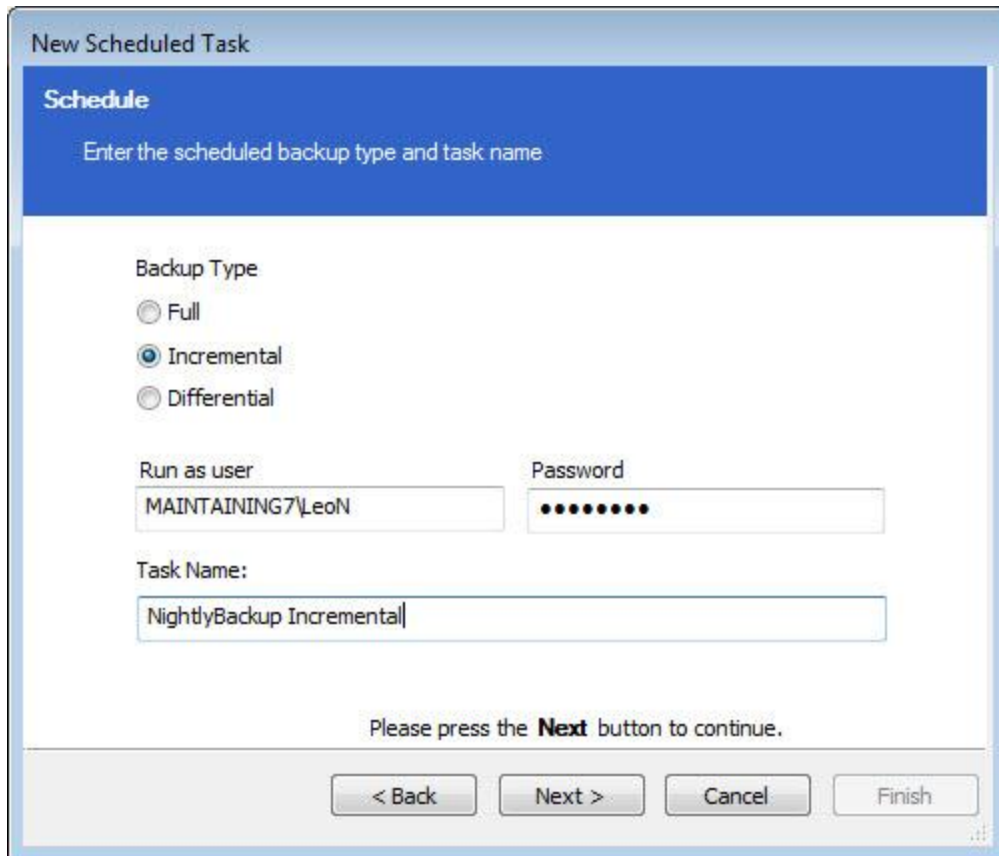 New Scheduled Task
Schedule
Enter the scheduled backup type and task name
Backup Type
Full
Incremental
Differential
Run as user Password
MAINTAINING7\LeoN ••••••••
Task Name:
NightlyBackup Incremental
Please press the Next button to continue.
< Back Next > Cancel Finish